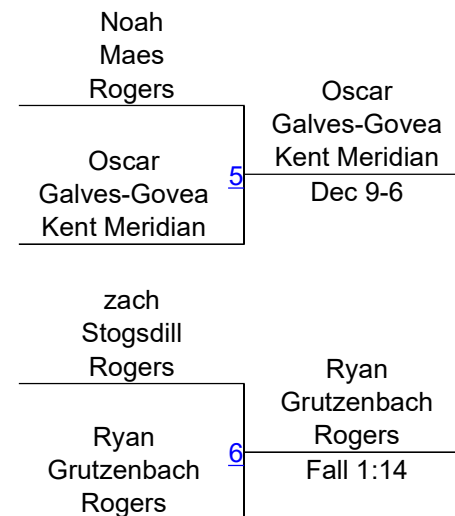 Noah
Maes
Rogers
Oscar
Galves-Govea
Kent Meridian
5
Oscar
Galves-Govea
Kent Meridian
Dec 9-6
zach
Stogsdill
Rogers
Ryan
Grutzenbach
Rogers
6
Ryan
Grutzenbach
Rogers
Fall 1:14